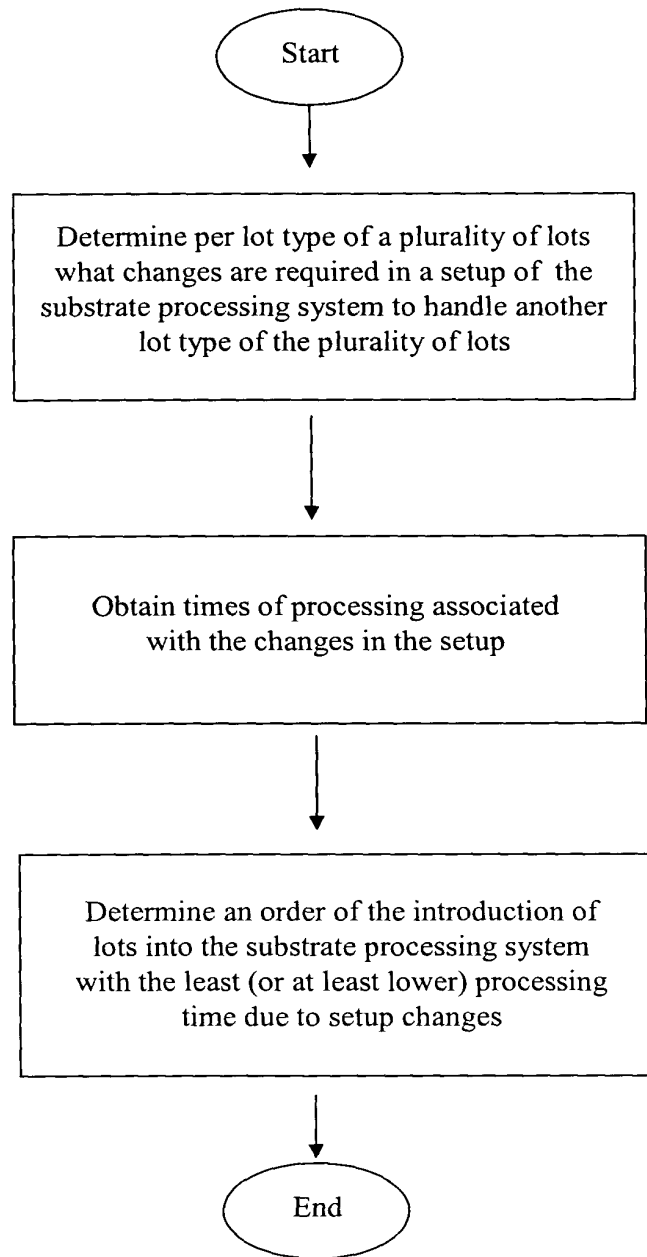 Start
Determine per lot type of a plurality of lots
what changes are required in a setup of the
substrate processing system to handle another
lot type of the plurality of lots
Obtain times of processing associated
with the changes in the setup
Determine an order of the introduction of
lots into the substrate processing system
with the least (or at least lower) processing
time due to setup changes
End